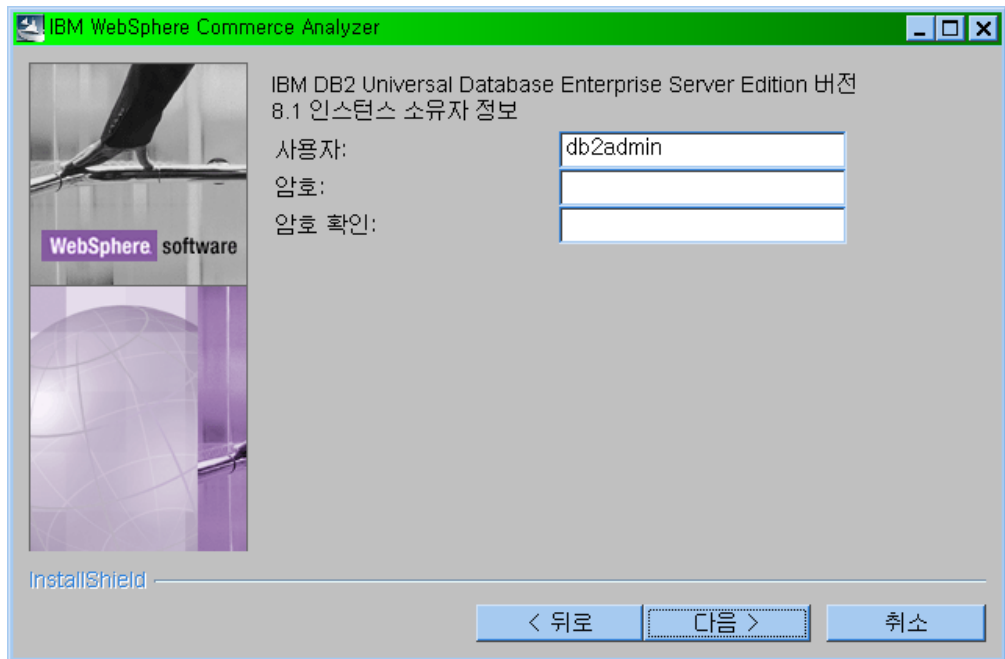 IBM WebSphere Commerce Analyzer
IBM DB2 Universal Database Enterprise Server Edition 버전
8.1 인스턴스 소유자 정보
사용자:
db2admin
암호:
암호 확인:
WebSphere. software
InstallShield
< 뒤로
다음 >
취소